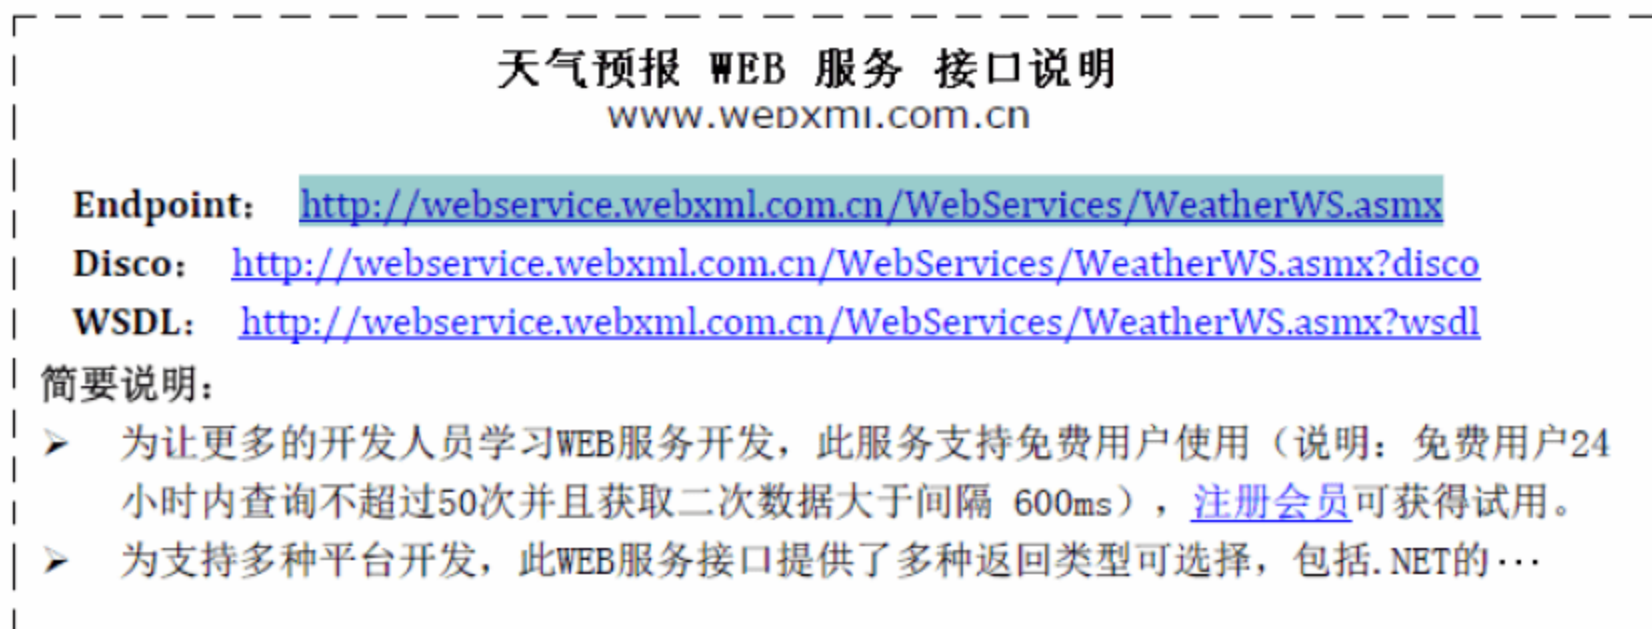 天气预报 WEB 服务 接口说明
www.webxml.com.cn
Endpoint： http://webservice.webxml.com.cn/WebServices/WeatherWS.asmx
Disco： http://webservice.webxml.com.cn/WebServices/WeatherWS.asmx?disco
WSDL： http://webservice.webxml.com.cn/WebServices/WeatherWS.asmx?wsdl
简要说明：
➢ 为让更多的开发人员学习WEB服务开发，此服务支持免费用户使用（说明：免费用户24
小时内查询不超过50次并且获取二次数据大于间隔 600ms），注册会员可获得试用。
➢ 为支持多种平台开发，此WEB服务接口提供了多种返回类型可选择，包括.NET的…